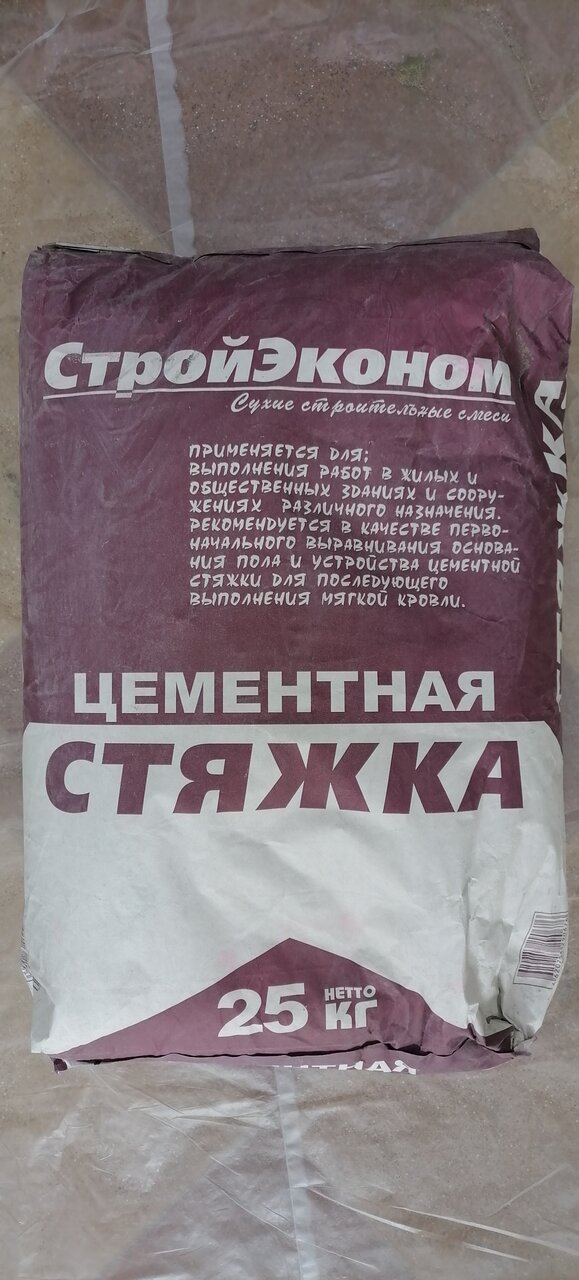 СтройЭконом
Сухие строительные смеси
ПРИМЕНЯЕТСЯ ДЛЯ;
ВЫПОЛНЕНИЯ РАБОТ В ЖИЛЫХ И
ОБЩЕСТВЕННЫХ ЗДАНИЯХ И СООРУ-
ЖЕНИЯХ РАЗЛИЧНОГО НАЗНАЧЕНИЯ.
РЕКОМЕНДУЕТСЯ В КАЧЕСТВЕ ПЕРВО-
НАЧАЛЬНОГО ВЫРАВНИВАНИЯ ОСНОВА-
НИЯ ПОЛА И УСТРОЙСТВА ЦЕМЕНТНОЙ
СТЯЖКИ ДЛЯ ПОСЛЕДУЮЩЕГО
ВЫПОЛНЕНИЯ МЯГКОЙ КРОВЛИ.
ЦЕМЕНТНАЯ
СТЯЖКА
25 НЕТТО
КГ